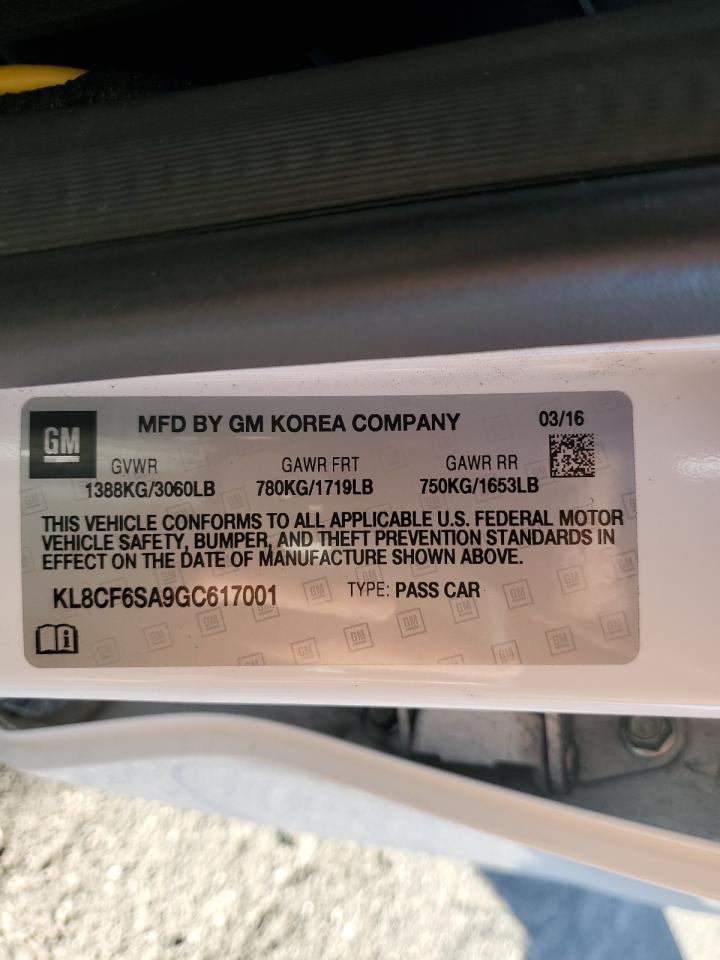 GM
MFD BY GM KOREA COMPANY
03/16
GVWR GAWR FRT GAWR RR
1388KG/3060LB 780KG/1719LB 750KG/1653LB
THIS VEHICLE CONFORMS TO ALL APPLICABLE U.S. FEDERAL MOTOR
VEHICLE SAFETY, BUMPER, AND THEFT PREVENTION STANDARDS IN
EFFECT ON THE DATE OF MANUFACTURE SHOWN ABOVE.
KL8CF6SA9GC617001 TYPE: PASS CAR